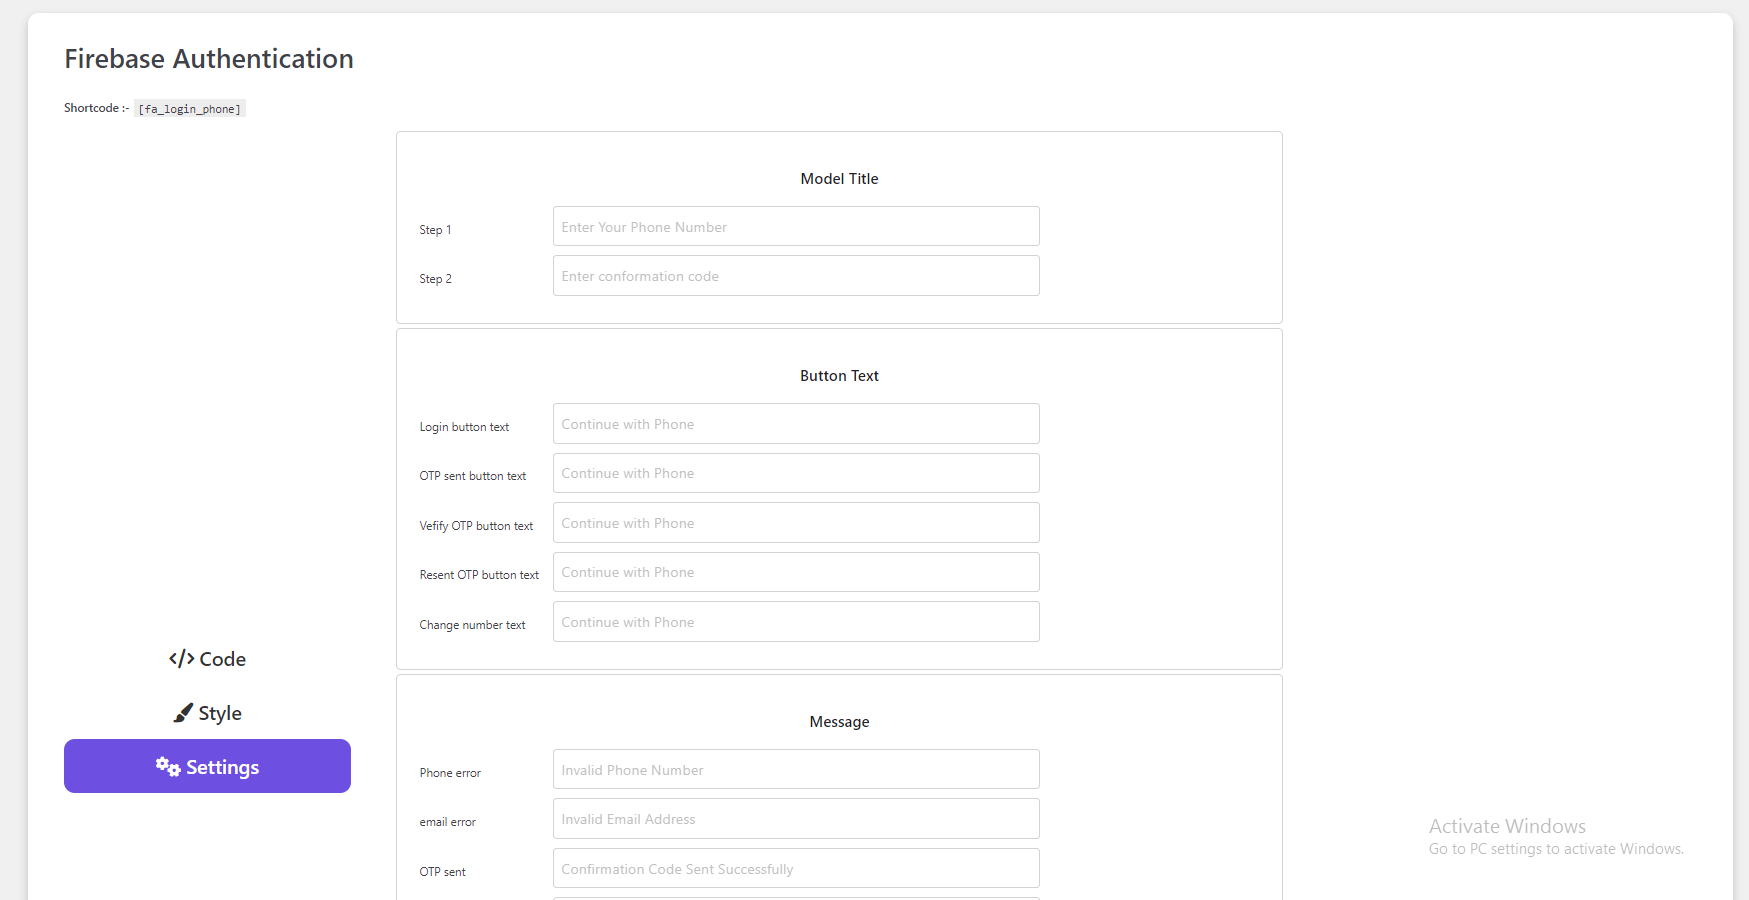 Firebase Authentication
Shortcode :- [fa_login_phone]
Model Title
Step 1 Enter Your Phone Number
Step 2 Enter conformation code
Button Text
Login button text Continue with Phone
OTP sent button text Continue with Phone
Vefify OTP button text Continue with Phone
Resent OTP button text Continue with Phone
Change number text Continue with Phone
Code
Style
Settings
Message
Phone error Invalid Phone Number
email error Invalid Email Address
OTP sent Confirmation Code Sent Successfully
Activate Windows
Go to PC settings to activate Windows.